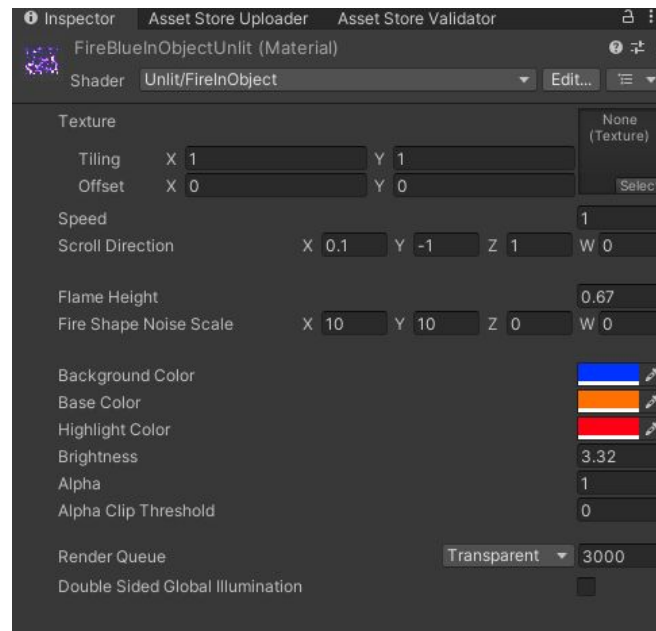 Inspector Asset Store Uploader Asset Store Validator
FireBlueInObjectUnlit (Material)
Shader Unlit/FireInObject Edit...
Texture None
(Texture)
Tiling X 1 Y 1
Offset X 0 Y 0 Selec
Speed 1
Scroll Direction X 0.1 Y -1 Z 1 W 0
Flame Height 0.67
Fire Shape Noise Scale X 10 Y 10 Z 0 W 0
Background Color
Base Color
Highlight Color
Brightness 3.32
Alpha 1
Alpha Clip Threshold 0
Render Queue Transparent 3000
Double Sided Global Illumination